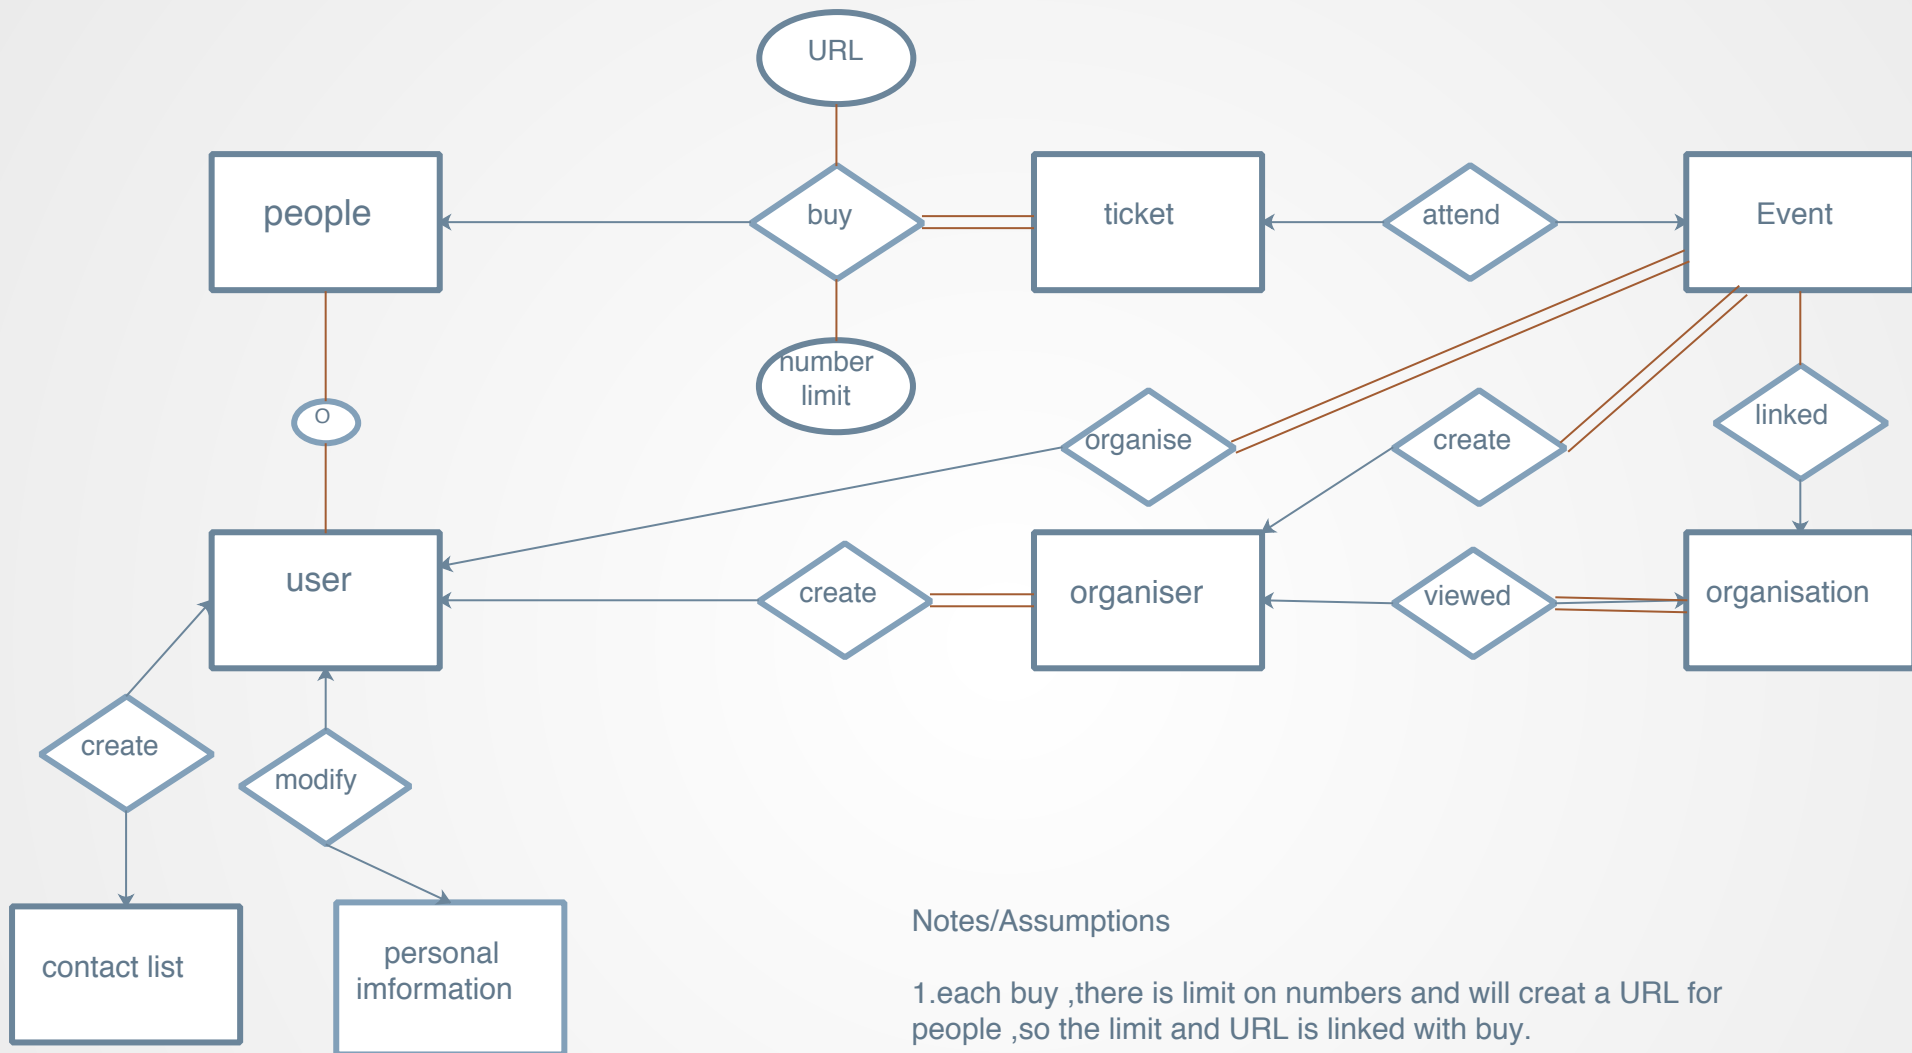 URL
people
buy
ticket
attend
Event
number
limit
O
organise
create
linked
user
create
organiser
viewed
organisation
create
modify
contact list
personal
imformation
Notes/Assumptions
1.each buy ,there is limit on numbers and will creat a URL for
people ,so the limit and URL is linked with buy.